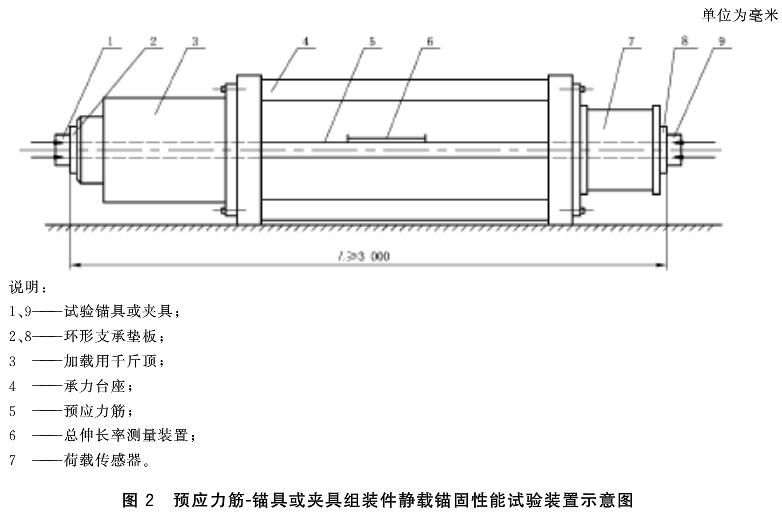 单位为毫米
1 2 3 4 5 6 7 8 9
L≥3 000
说明：
1、9——试验锚具或夹具；
2、8——环形支承垫板；
3 ——加载用千斤顶；
4 ——承力台座；
5 ——预应力筋；
6 ——总伸长率测量装置；
7 ——荷载传感器。
图 2 预应力筋-锚具或夹具组装件静载锚固性能试验装置示意图